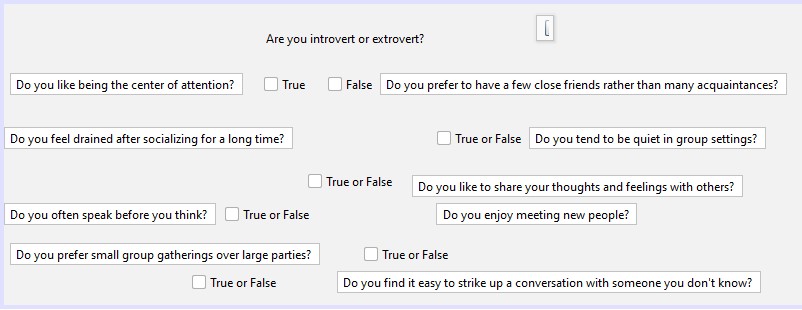 Are you introvert or extrovert?
Do you like being the center of attention? True False Do you prefer to have a few close friends rather than many acquaintances?
Do you feel drained after socializing for a long time? True or False Do you tend to be quiet in group settings?
True or False Do you like to share your thoughts and feelings with others?
Do you often speak before you think? True or False Do you enjoy meeting new people?
Do you prefer small group gatherings over large parties? True or False
True or False Do you find it easy to strike up a conversation with someone you don't know?